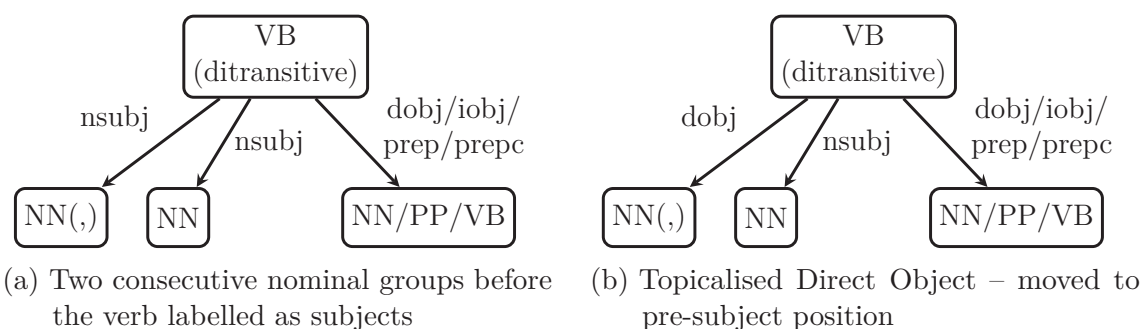 VB
(ditransitive)
nsubj
nsubj
dobj/iobj/
prep/prepc
NN(,)
NN
NN/PP/VB
(a) Two consecutive nominal groups before
the verb labelled as subjects
VB
(ditransitive)
dobj
nsubj
dobj/iobj/
prep/prepc
NN(,)
NN
NN/PP/VB
(b) Topicalised Direct Object – moved to
pre-subject position